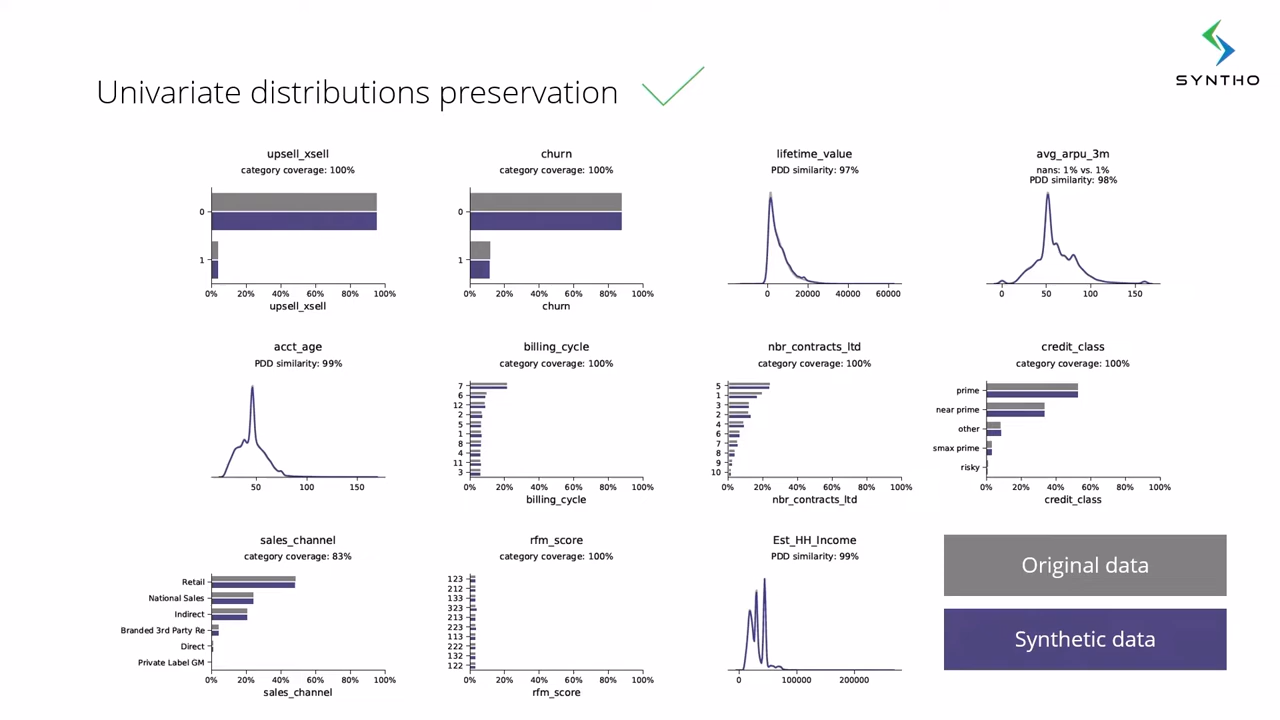 SYNTHO
Univariate distributions preservation
upsell_xsell
category coverage: 100%
0
1
0% 20% 40% 60% 80% 100%
upsell_xsell
churn
category coverage: 100%
0
1
0% 20% 40% 60% 80% 100%
churn
lifetime_value
PDD similarity: 97%
0 20000 40000 60000
avg_arpu_3m
nans: 1% vs. 1%
PDD similarity: 98%
0 50 100 150
acct_age
PDD similarity: 99%
50 100 150
billing_cycle
category coverage: 100%
7
6
12
2
5
1
8
4
11
3
0% 20% 40% 60% 80% 100%
billing_cycle
nbr_contracts_ltd
category coverage: 100%
5
1
3
2
4
6
7
8
9
10
0% 20% 40% 60% 80% 100%
nbr_contracts_ltd
credit_class
category coverage: 100%
prime
near prime
other
smax prime
risky
0% 20% 40% 60% 80% 100%
credit_class
sales_channel
category coverage: 83%
Retail
National Sales
Indirect
Branded 3rd Party Re
Direct
Private Label GM
0% 20% 40% 60% 80% 100%
sales_channel
rfm_score
category coverage: 100%
123
212
133
323
213
223
113
222
132
122
0% 20% 40% 60% 80% 100%
rfm_score
Est_HH_Income
PDD similarity: 99%
0 100000 200000
Original data
Synthetic data